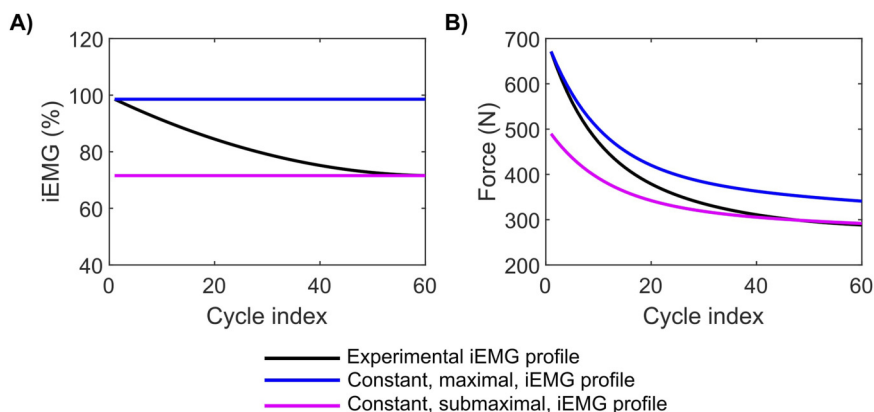 A)
120
100
80
60
40
iEMG (%)
0 20 40 60
Cycle index
B)
700
600
500
400
300
200
Force (N)
0 20 40 60
Cycle index
Experimental iEMG profile
Constant, maximal, iEMG profile
Constant, submaximal, iEMG profile